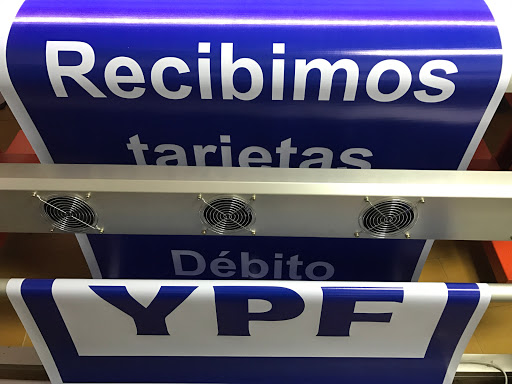 Recibimos
tarjetas
Débito
YPF